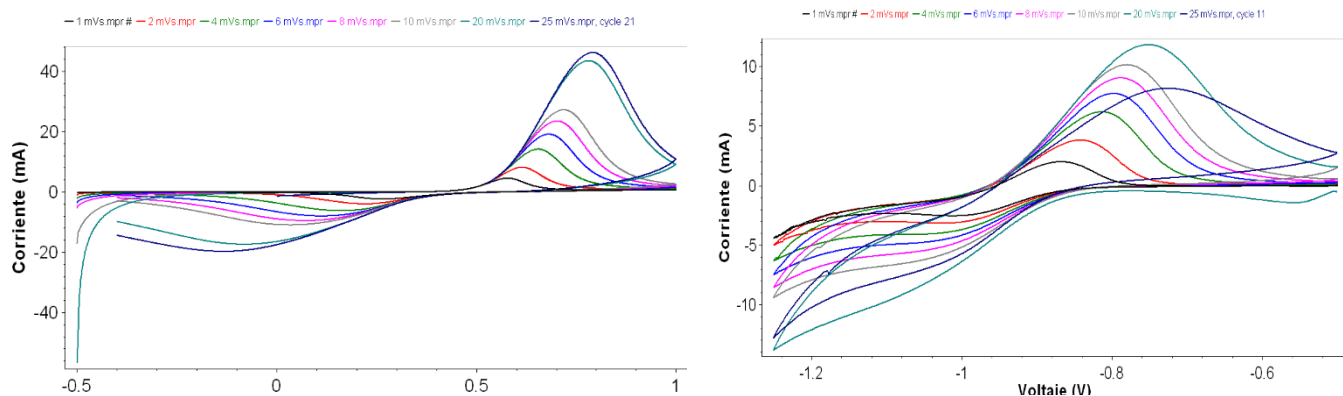 1 mVs.mpr # 2 mVs.mpr 4 mVs.mpr 6 mVs.mpr 8 mVs.mpr 10 mVs.mpr 20 mVs.mpr 25 mVs.mpr, cycle 21
Corriente (mA)
40
20
0
-20
-40
-0.5 0 0.5 1
1 mVs.mpr # 2 mVs.mpr 4 mVs.mpr 6 mVs.mpr 8 mVs.mpr 10 mVs.mpr 20 mVs.mpr 25 mVs.mpr, cycle 11
Corriente (mA)
10
5
0
-5
-10
-1.2 -1 -0.8 -0.6
Voltaje (V)